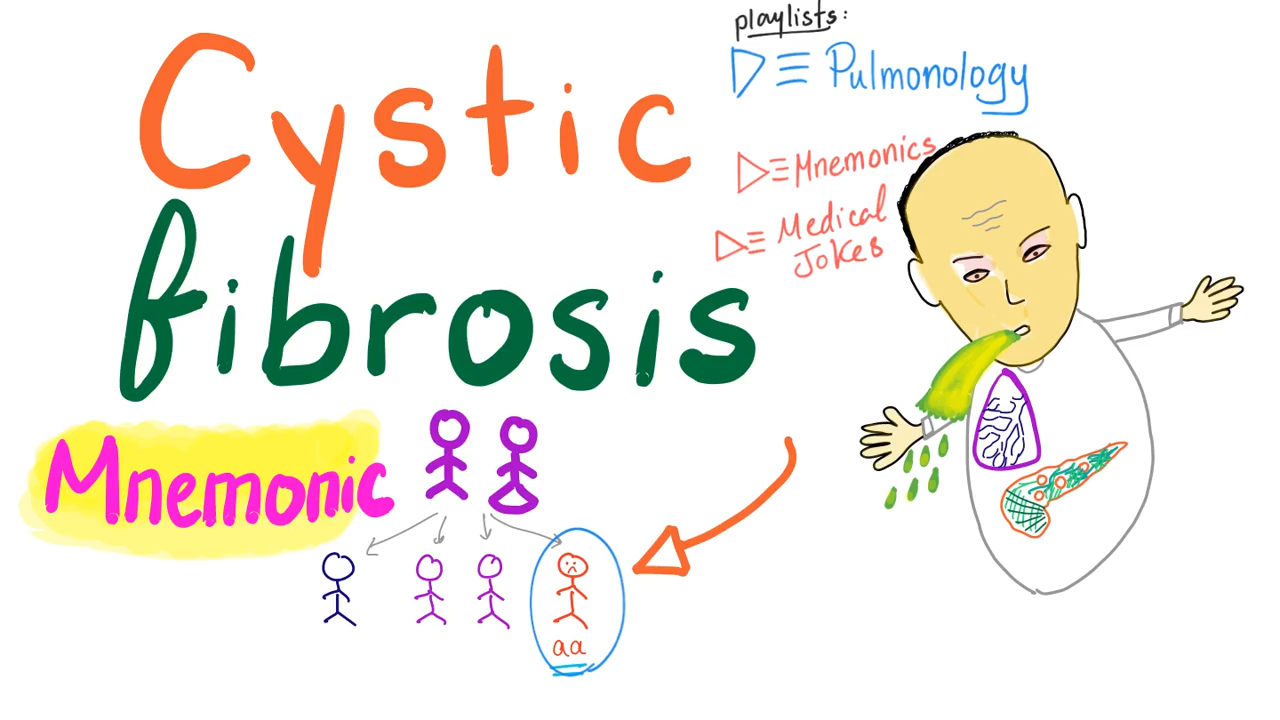 Cystic
fibrosis
Mnemonic
aa
playlists:
Pulmonology
Mnemonics
Medical
Jokes